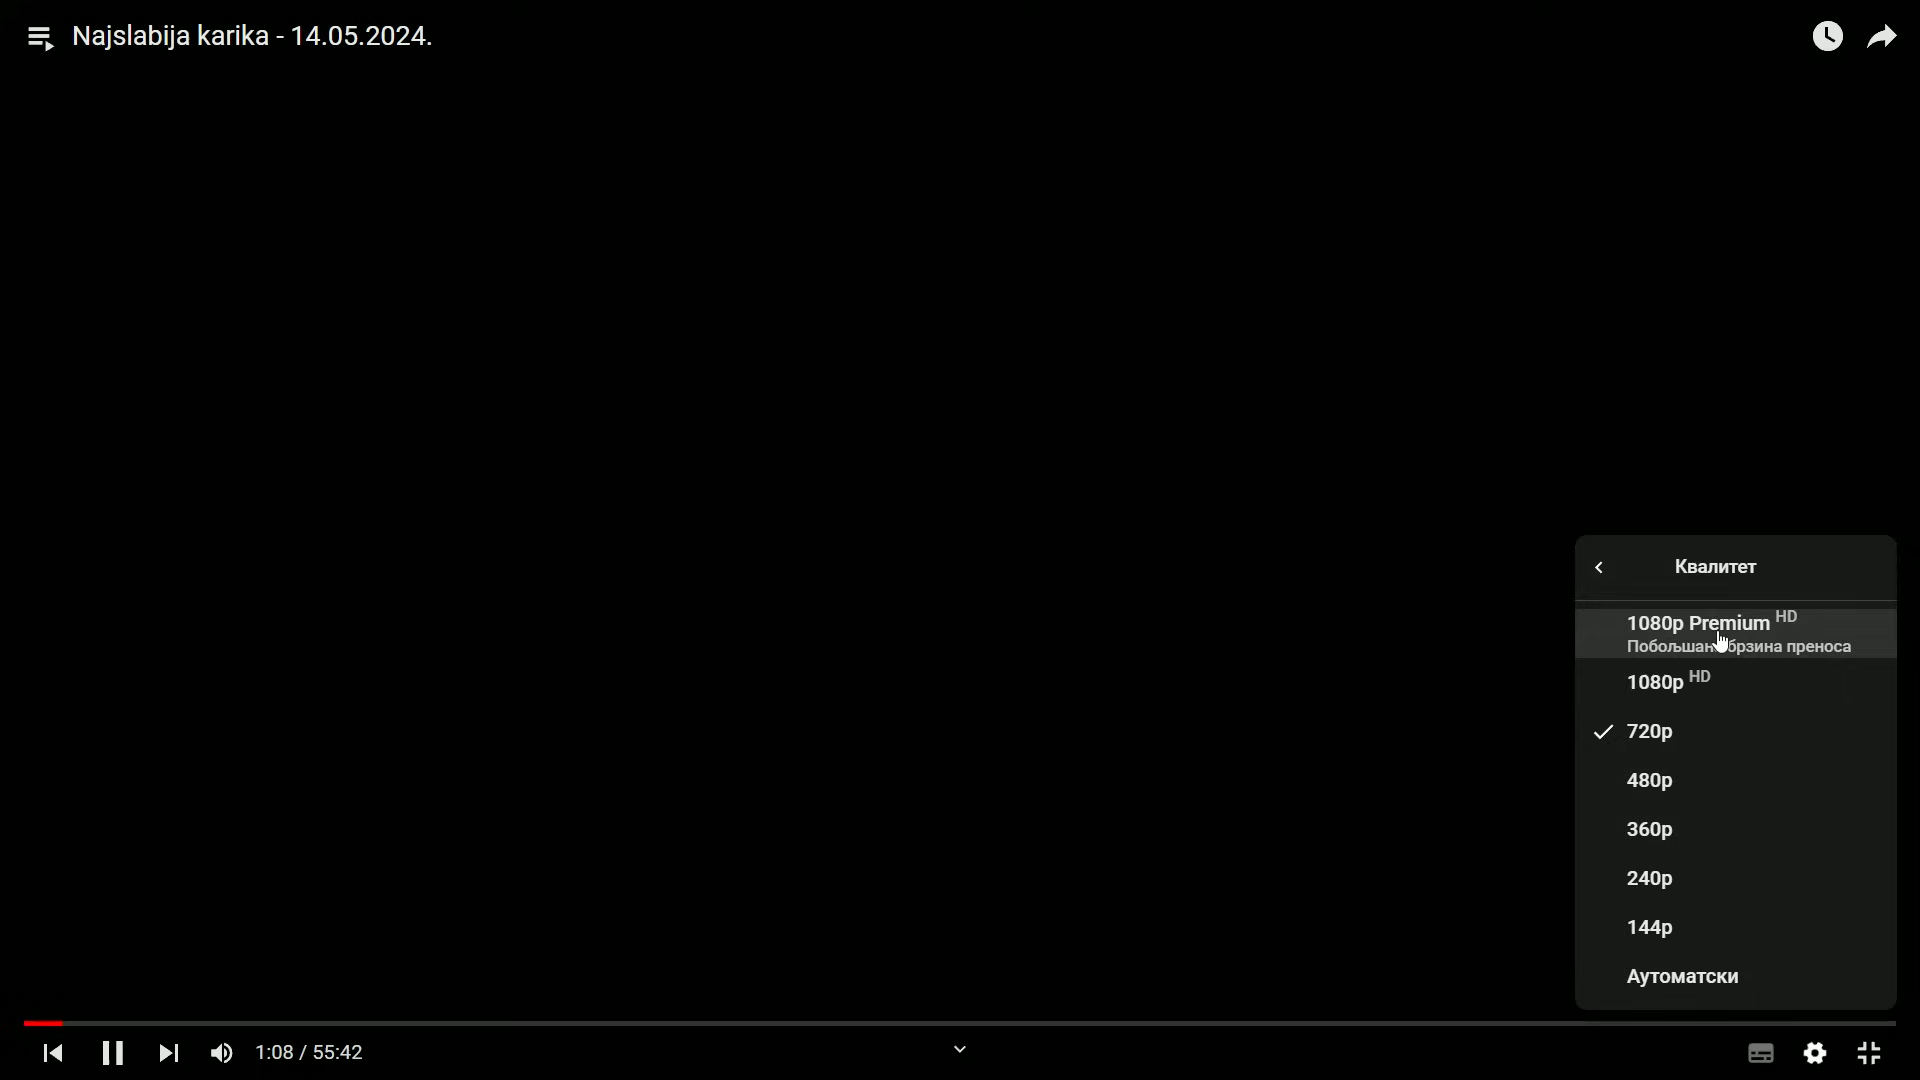 Najslabija karika - 14.05.2024.
Квалитет
1080p Premium HD
брзина преноса
1080p HD
720p
480p
360p
240p
144p
Аутоматски
1:08 / 55:42